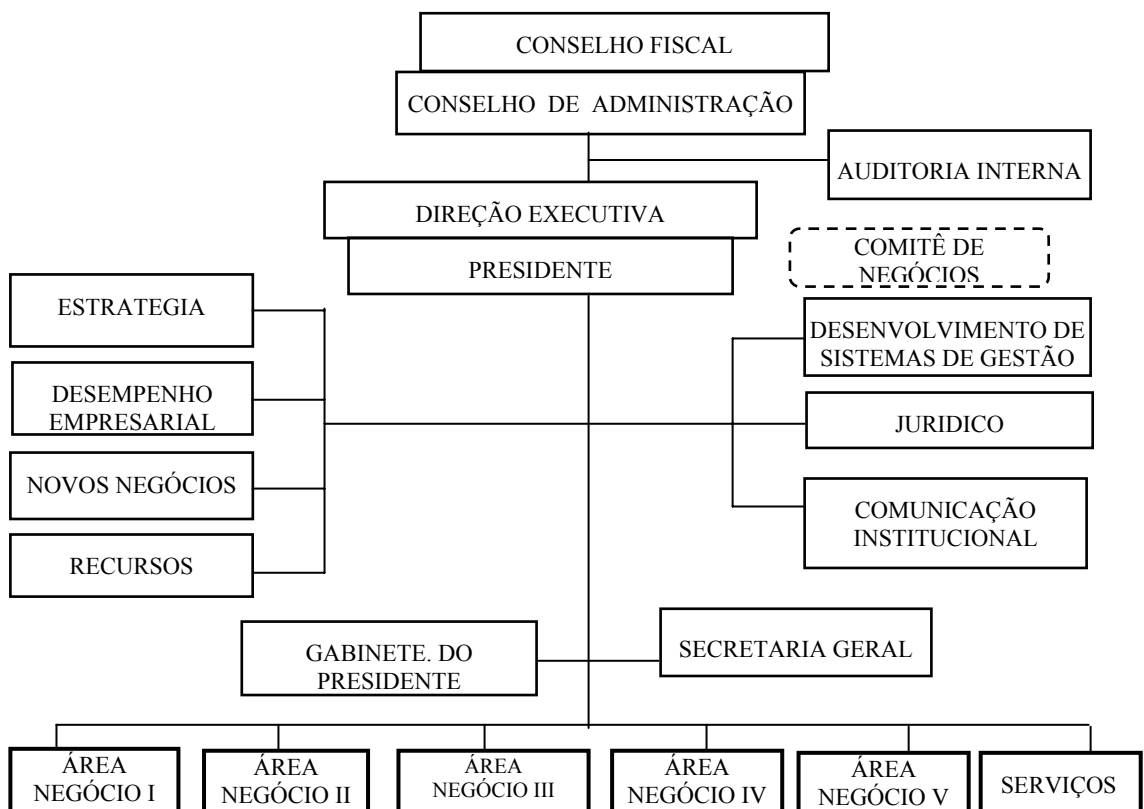 CONSELHO FISCAL
CONSELHO DE ADMINISTRAÇÃO
AUDITORIA INTERNA
DIREÇÃO EXECUTIVA
PRESIDENTE
COMITÊ DE
NEGÓCIOS
ESTRATEGIA
DESEMPENHO
EMPRESARIAL
NOVOS NEGÓCIOS
RECURSOS
DESENVOLVIMENTO DE
SISTEMAS DE GESTÃO
JURIDICO
COMUNICAÇÃO
INSTITUCIONAL
GABINETE. DO
PRESIDENTE
SECRETARIA GERAL
ÁREA
NEGÓCIO I
ÁREA
NEGÓCIO II
ÁREA
NEGÓCIO III
ÁREA
NEGÓCIO IV
ÁREA
NEGÓCIO V
SERVIÇOS